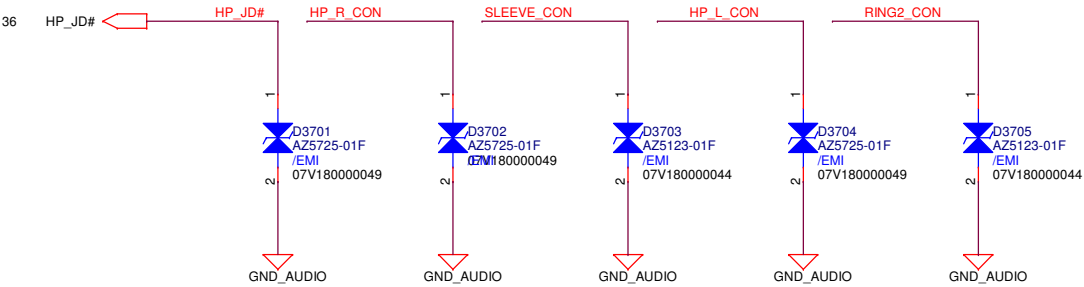 36 HP_JD#
HP_JD#
HP_R_CON
SLEEVE_CON
HP_L_CON
RING2_CON
1
D3701
AZ5725-01F
/EMI
07V180000049
2
GND_AUDIO
1
D3702
AZ5725-01F
/EMI
07V180000049
2
GND_AUDIO
1
D3703
AZ5123-01F
/EMI
07V180000044
2
GND_AUDIO
1
D3704
AZ5725-01F
/EMI
07V180000049
2
GND_AUDIO
1
D3705
AZ5123-01F
/EMI
07V180000044
2
GND_AUDIO